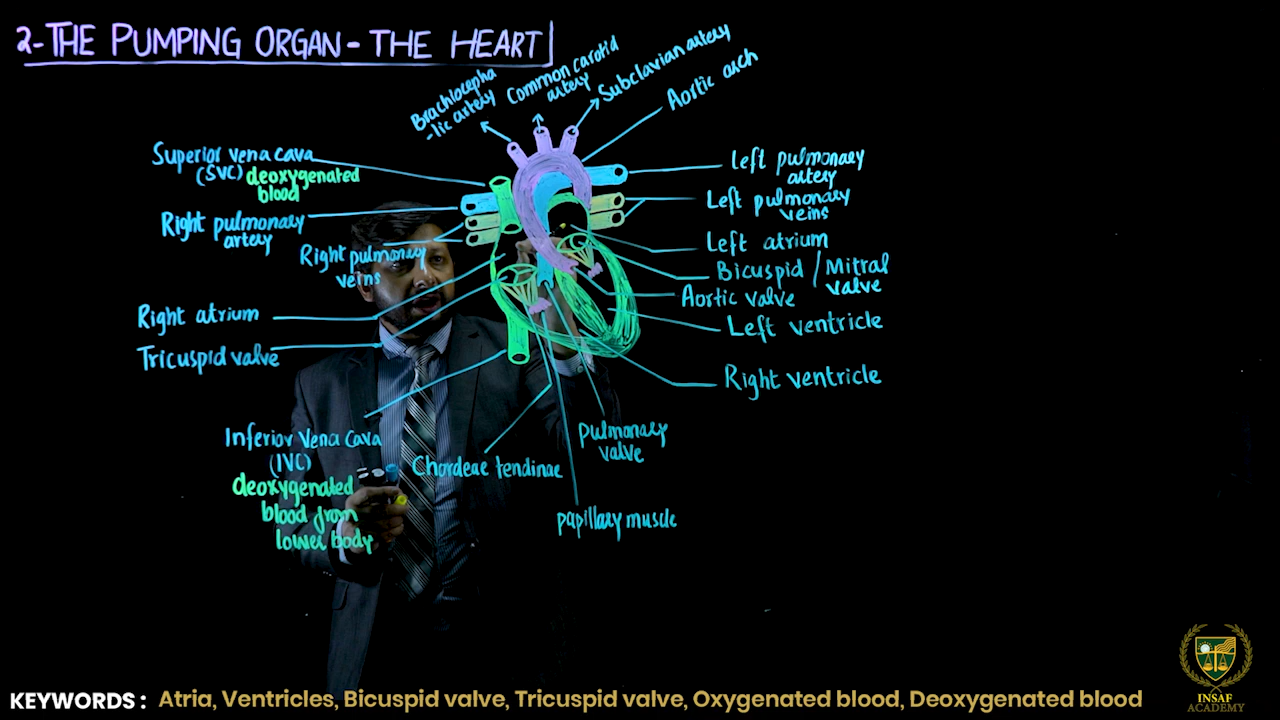 2-THE PUMPING ORGAN - THE HEART
Brachiocepha
-lic artery
Common carotid
artery
Subclavian artery
Aortic arch
Superior vena cava
(SVC) deoxygenated
blood
Right pulmonary
artery
Right pulmonary
veins
Right atrium
Tricuspid valve
Inferior Vena Cava
(IVC)
deoxygenated
blood from
lower body
Left pulmonary
artery
Left pulmonary
veins
Left atrium
Bicuspid / Mitral
valve
Aortic valve
Left ventricle
Right ventricle
Pulmonary
valve
Chordeae tendinae
papillary muscle
KEYWORDS : Atria, Ventricles, Bicuspid valve, Tricuspid valve, Oxygenated blood, Deoxygenated blood
INSAF
ACADEMY